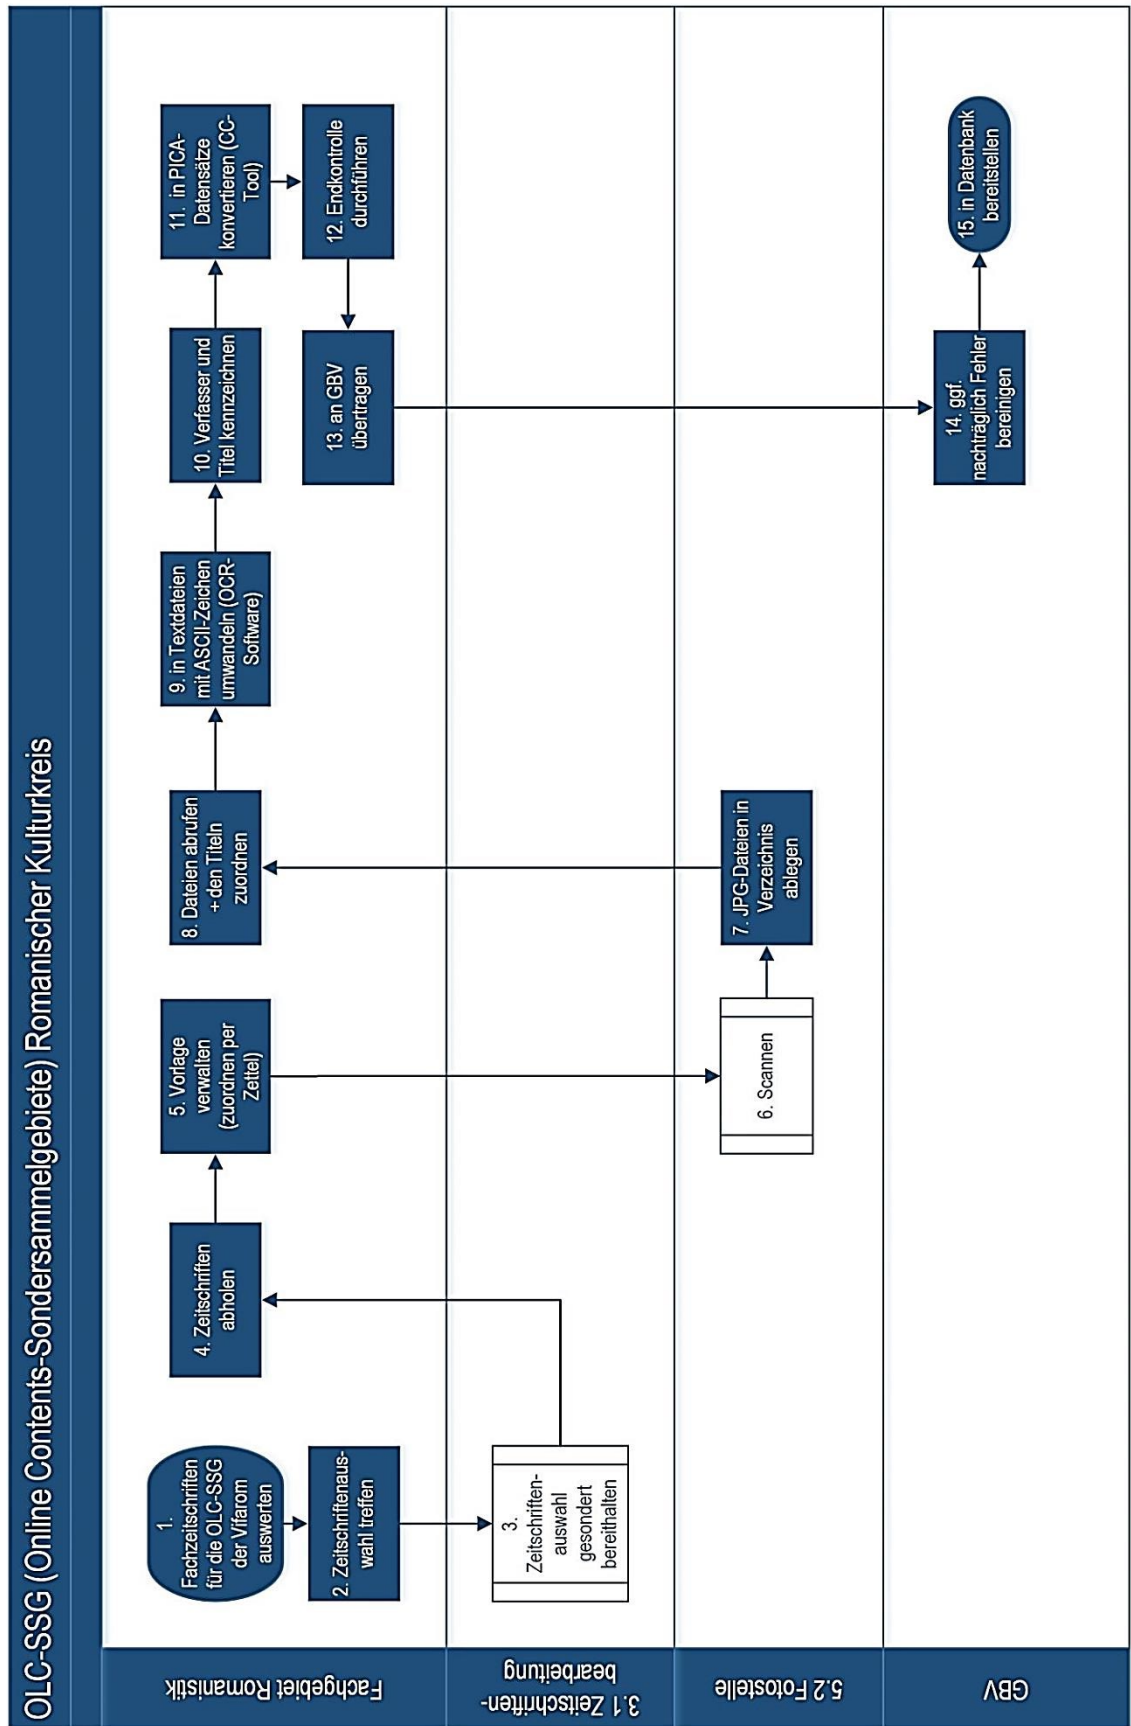 OLC-SSG (Online Contents-Sondersammelgebiete) Romanischer Kulturkreis
Fachgebiet Romanistik
1.
Fachzeitschriften
für die OLC-SSG
der Vifarom
auswerten
2. Zeitschriftenaus-
wahl treffen
4. Zeitschriften
abholen
5. Vorlage
verwalten
(zuordnen per
Zettel)
8. Dateien abrufen
+ den Titeln
zuordnen
9. in Textdateien
mit ASCII-Zeichen
umwandeln (OCR-
Software)
10. Verfasser und
Titel kennzeichnen
11. in PICA-
Datensätze
konvertieren (CC-
Tool)
12. Endkontrolle
durchführen
13. an GBV
übertragen
3.1 Zeitschriften-
bearbeitung
3.
Zeitschriften-
auswahl
gesondert
bereithalten
5.2 Fotostelle
6. Scannen
7. JPG-Dateien in
Verzeichnis
ablegen
GBV
14. ggf.
nachträglich Fehler
bereinigen
15. in Datenbank
bereitstellen